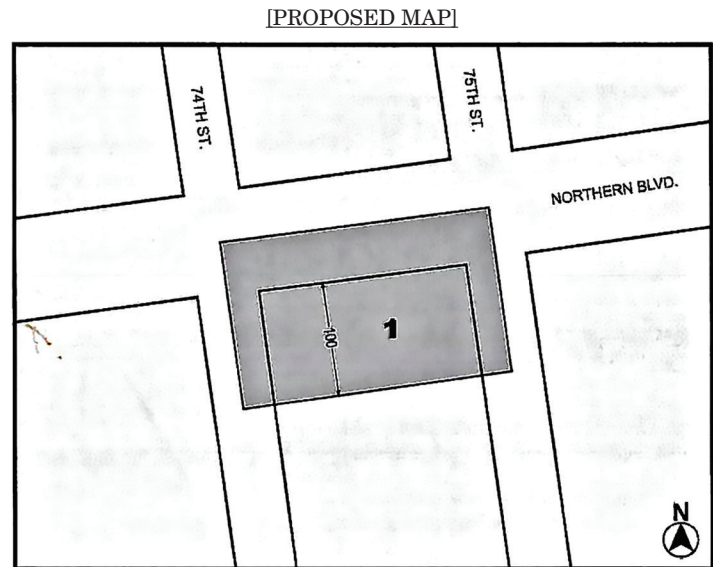 [PROPOSED MAP]
74TH ST.
75TH ST.
NORTHERN BLVD.
100
1
N